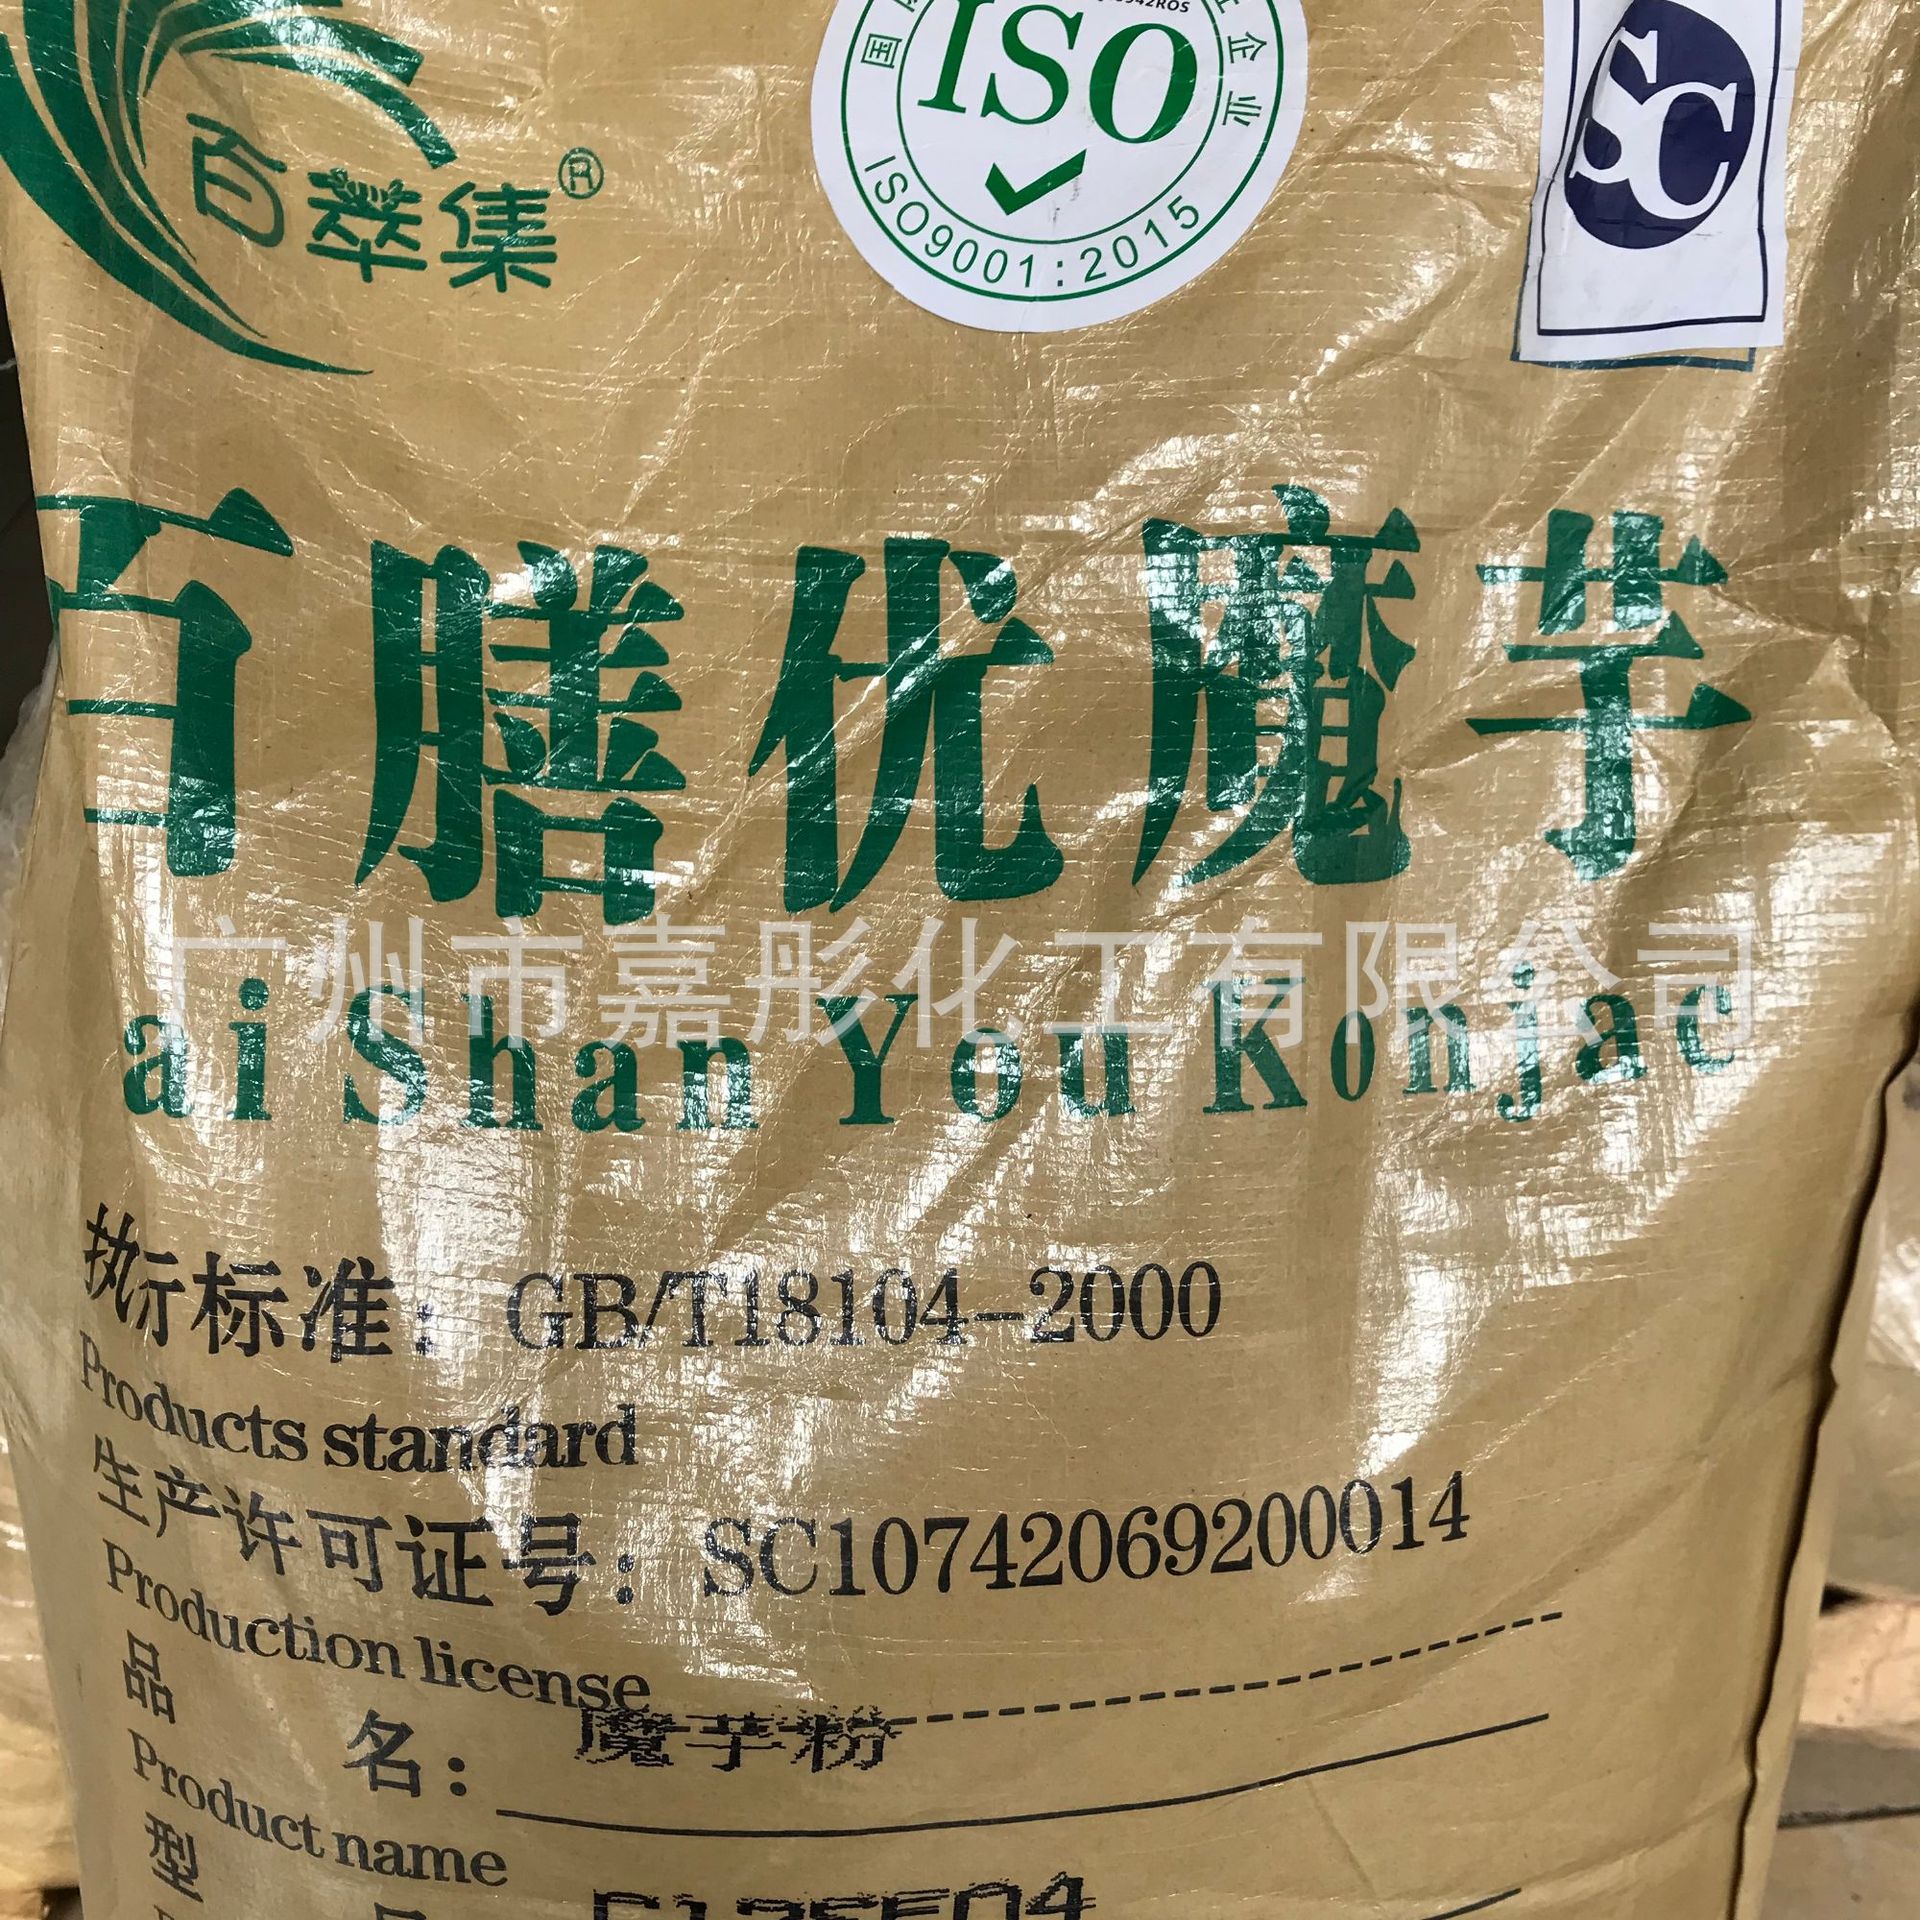 百萃集®
ISO
ISO9001:2015
SC
百膳优魔芋
广州市嘉彤化工有限公司
ai Shan You Konjac
执行标准：GB/T18104-2000
Products standard
生产许可证号：SC10742069200014
Production license
品名：魔芋粉
Product name
型